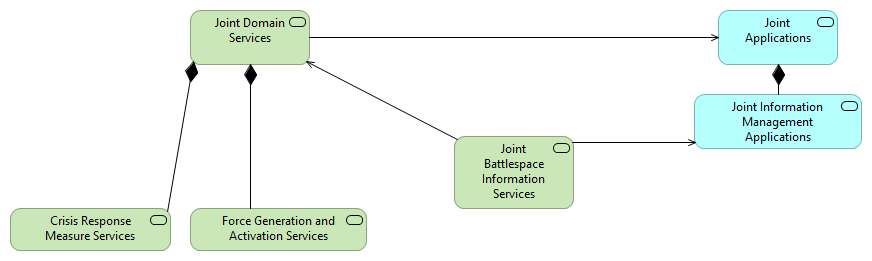 Joint Domain
Services
Joint
Applications
Joint Information
Management
Applications
Joint
Battlespace
Information
Services
Crisis Response
Measure Services
Force Generation and
Activation Services